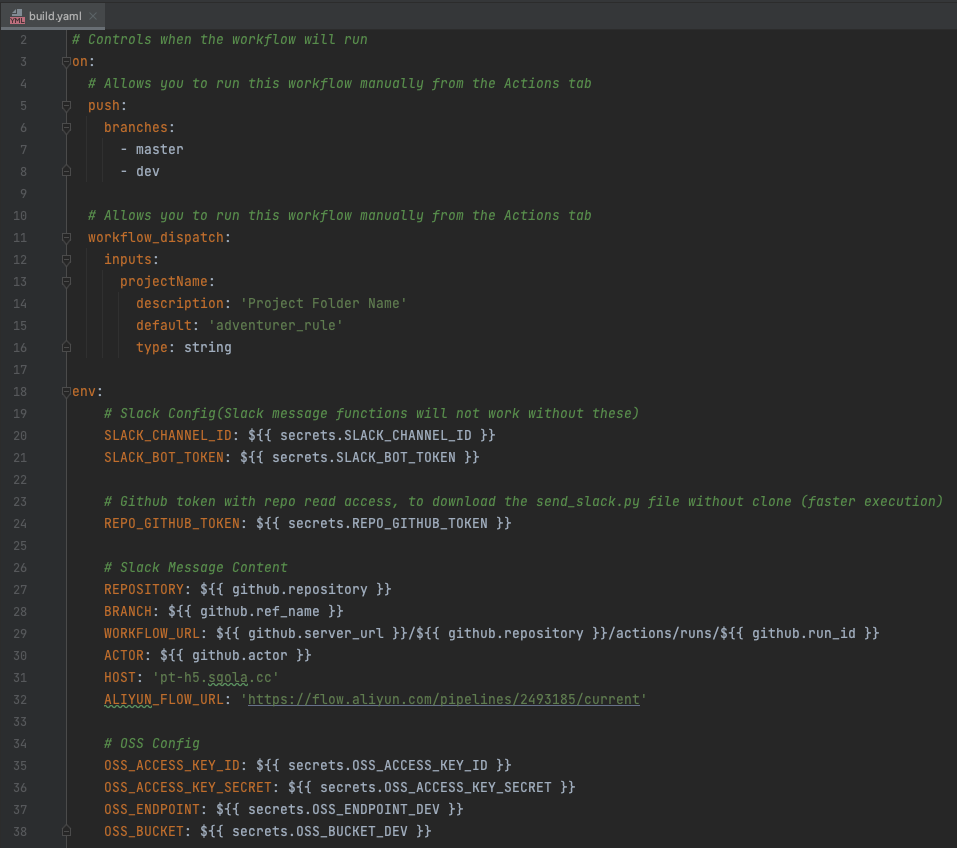 build.yaml
2 # Controls when the workflow will run
3 on:
4 # Allows you to run this workflow manually from the Actions tab
5 push:
6 branches:
7 - master
8 - dev
9
10 # Allows you to run this workflow manually from the Actions tab
11 workflow_dispatch:
12 inputs:
13 projectName:
14 description: 'Project Folder Name'
15 default: 'adventurer_rule'
16 type: string
17
18 env:
19 # Slack Config(Slack message functions will not work without these)
20 SLACK_CHANNEL_ID: ${{ secrets.SLACK_CHANNEL_ID }}
21 SLACK_BOT_TOKEN: ${{ secrets.SLACK_BOT_TOKEN }}
22
23 # Github token with repo read access, to download the send_slack.py file without clone (faster execution)
24 REPO_GITHUB_TOKEN: ${{ secrets.REPO_GITHUB_TOKEN }}
25
26 # Slack Message Content
27 REPOSITORY: ${{ github.repository }}
28 BRANCH: ${{ github.ref_name }}
29 WORKFLOW_URL: ${{ github.server_url }}/${{ github.repository }}/actions/runs/${{ github.run_id }}
30 ACTOR: ${{ github.actor }}
31 HOST: 'pt-h5.sqola.cc'
32 ALIYUN_FLOW_URL: 'https://flow.aliyun.com/pipelines/2493185/current'
33
34 # OSS Config
35 OSS_ACCESS_KEY_ID: ${{ secrets.OSS_ACCESS_KEY_ID }}
36 OSS_ACCESS_KEY_SECRET: ${{ secrets.OSS_ACCESS_KEY_SECRET }}
37 OSS_ENDPOINT: ${{ secrets.OSS_ENDPOINT_DEV }}
38 OSS_BUCKET: ${{ secrets.OSS_BUCKET_DEV }}